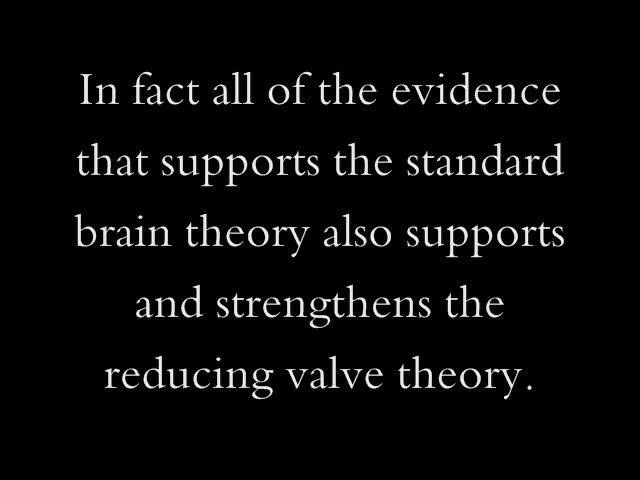 In fact all of the evidence
that supports the standard
brain theory also supports
and strengthens the
reducing valve theory.